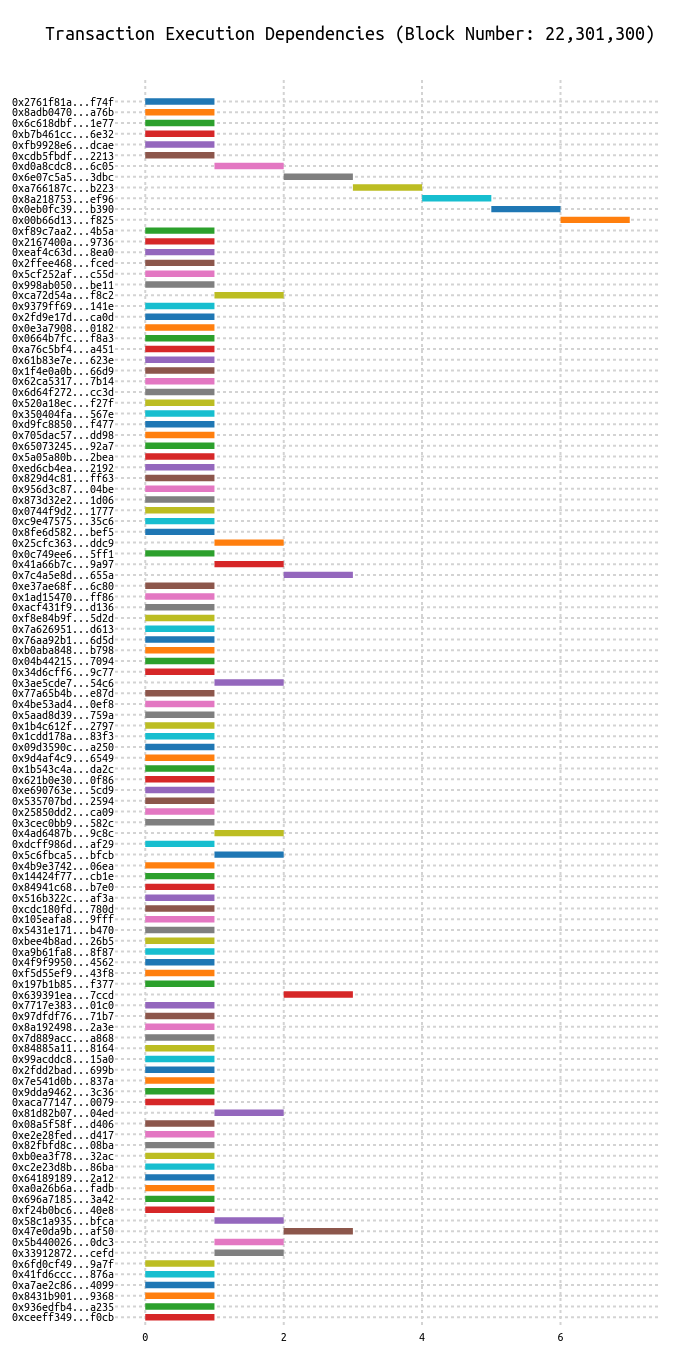 Transaction Execution Dependencies (Block Number: 22,301,300)
0x2761f81a...f74f
0x8adb0470...a76b
0x6c618dbf...1e77
0xb7b461cc...6e32
0xfb9928e6...dcae
0xcdb5fbdf...2213
0xd0a8cdc8...6c05
0x6e07c5a5...3dbc
0xa766187c...b223
0x8a218753...ef96
0x0eb0fc39...b390
0x00b66d13...f825
0xf89c7aa2...4b5a
0x2167400a...9736
0xeaf4c63d...8ea0
0x2ffee468...fced
0x5cf252af...c55d
0x998ab050...be11
0xca72d54a...f8c2
0x9379ff69...141e
0x2fd9e17d...ca0d
0x0e3a7908...0182
0x0664b7fc...f8a3
0xa76c5bf4...a451
0x61b83e7e...623e
0x1f4e0a0b...66d9
0x62ca5317...7b14
0x6d64f272...cc3d
0x520a18ec...f27f
0x350404fa...567e
0xd9fc8850...f477
0x705dac57...dd98
0x65073245...92a7
0x5a05a80b...2bea
0xed6cb4ea...2192
0x829d4c81...ff63
0x956d3c87...04be
0x873d32e2...1d06
0x0744f9d2...1777
0xc9e47575...35c6
0x8fe6d582...bef5
0x25cfc363...ddc9
0x0c749ee6...5ff1
0x41a66b7c...9a97
0x7c4a5e8d...655a
0xe37ae68f...6c80
0x1ad15470...ff86
0xacf431f9...d136
0xf8e84b9f...5d2d
0x7a626951...d613
0x76aa92b1...6d5d
0xb0aba848...b798
0x04b44215...7094
0x34d6cff6...9c77
0x3ae5cde7...54c6
0x77a65b4b...e87d
0x4be53ad4...0ef8
0x5aad8d39...759a
0x1b4c612f...2797
0x1cdd178a...83f3
0x09d3590c...a250
0x9d4af4c9...6549
0x1b543c4a...da2c
0x621b0e30...0f86
0xe690763e...5cd9
0x535707bd...2594
0x25850dd2...ca09
0x3cec0bb9...582c
0x4ad6487b...9c8c
0xdcff986d...af29
0x5c6fbca5...bfcb
0x4b9e3742...06ea
0x14424f77...cb1e
0x84941c68...b7e0
0x516b322c...af3a
0xcdc180fd...780d
0x105eafa8...9fff
0x5431e171...b470
0xbee4b8ad...26b5
0xa9b61fa8...8f87
0x4f9f9950...4562
0xf5d55ef9...43f8
0x197b1b85...f377
0x639391ea...7ccd
0x7717e383...01c0
0x97dfdf76...71b7
0x8a192498...2a3e
0x7d889acc...a868
0x84885a11...8164
0x99acddc8...15a0
0x2fdd2bad...699b
0x7e541d0b...837a
0x9dda9462...3c36
0xaca77147...0079
0x81d82b07...04ed
0x08a5f58f...d406
0xe2e28fed...d417
0x82fbfd8c...08ba
0xb0ea3f78...32ac
0xc2e23d8b...86ba
0x64189189...2a12
0xa0a26b6a...fadb
0x696a7185...3a42
0xf24b0bc6...40e8
0x58c1a935...bfca
0x47e0da9b...af50
0x5b440026...0dc3
0x33912872...cefd
0x6fd0cf49...9a7f
0x41fd6ccc...876a
0xa7ae2c86...4099
0x8431b901...9368
0x936edfb4...a235
0xceeff349...f0cb
0 2 4 6